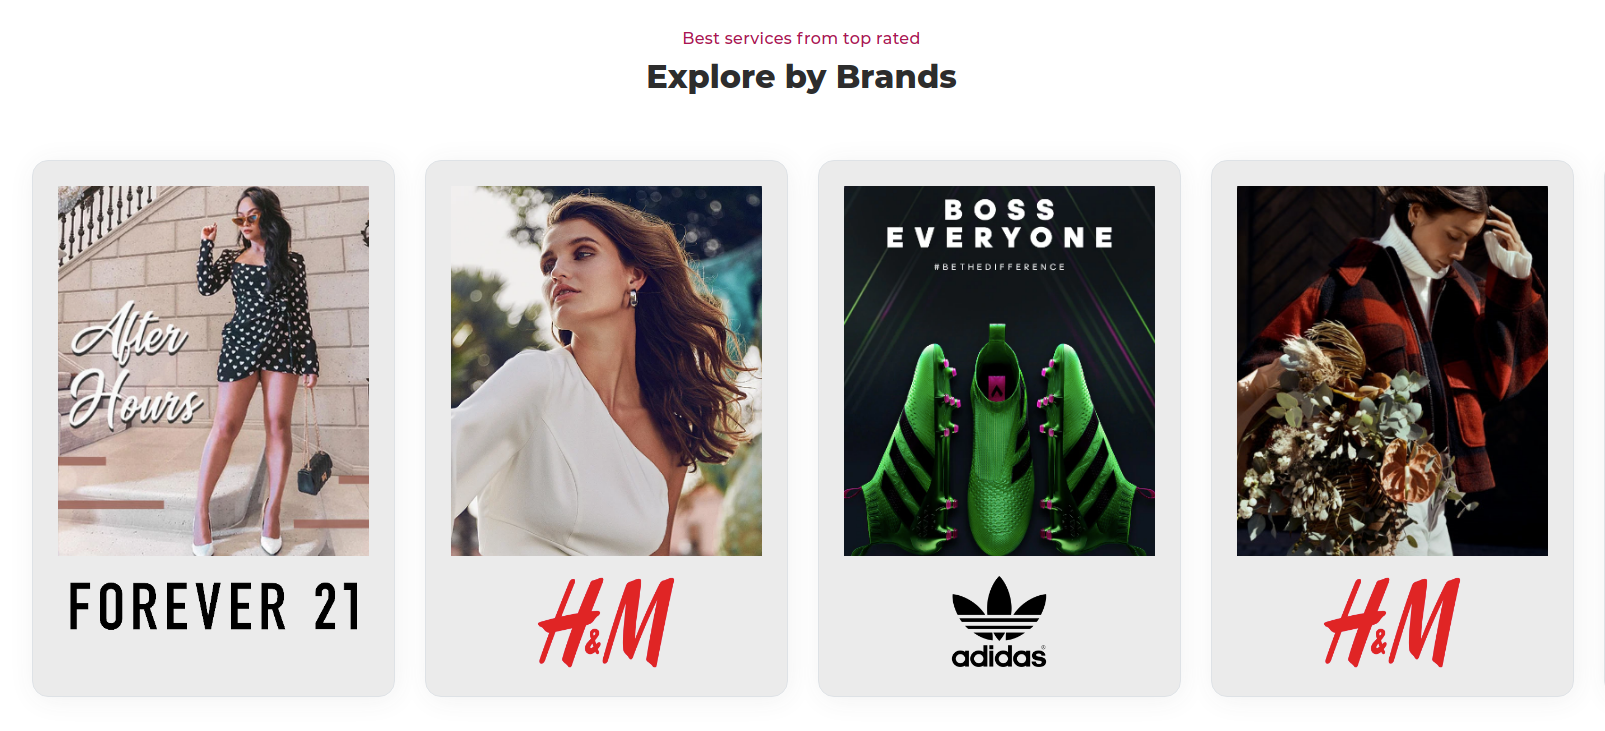 Best services from top rated
Explore by Brands
After
Hours
FOREVER 21
H&M
BOSS
EVERYONE
#BETHEDIFFERENCE
adidas®
H&M